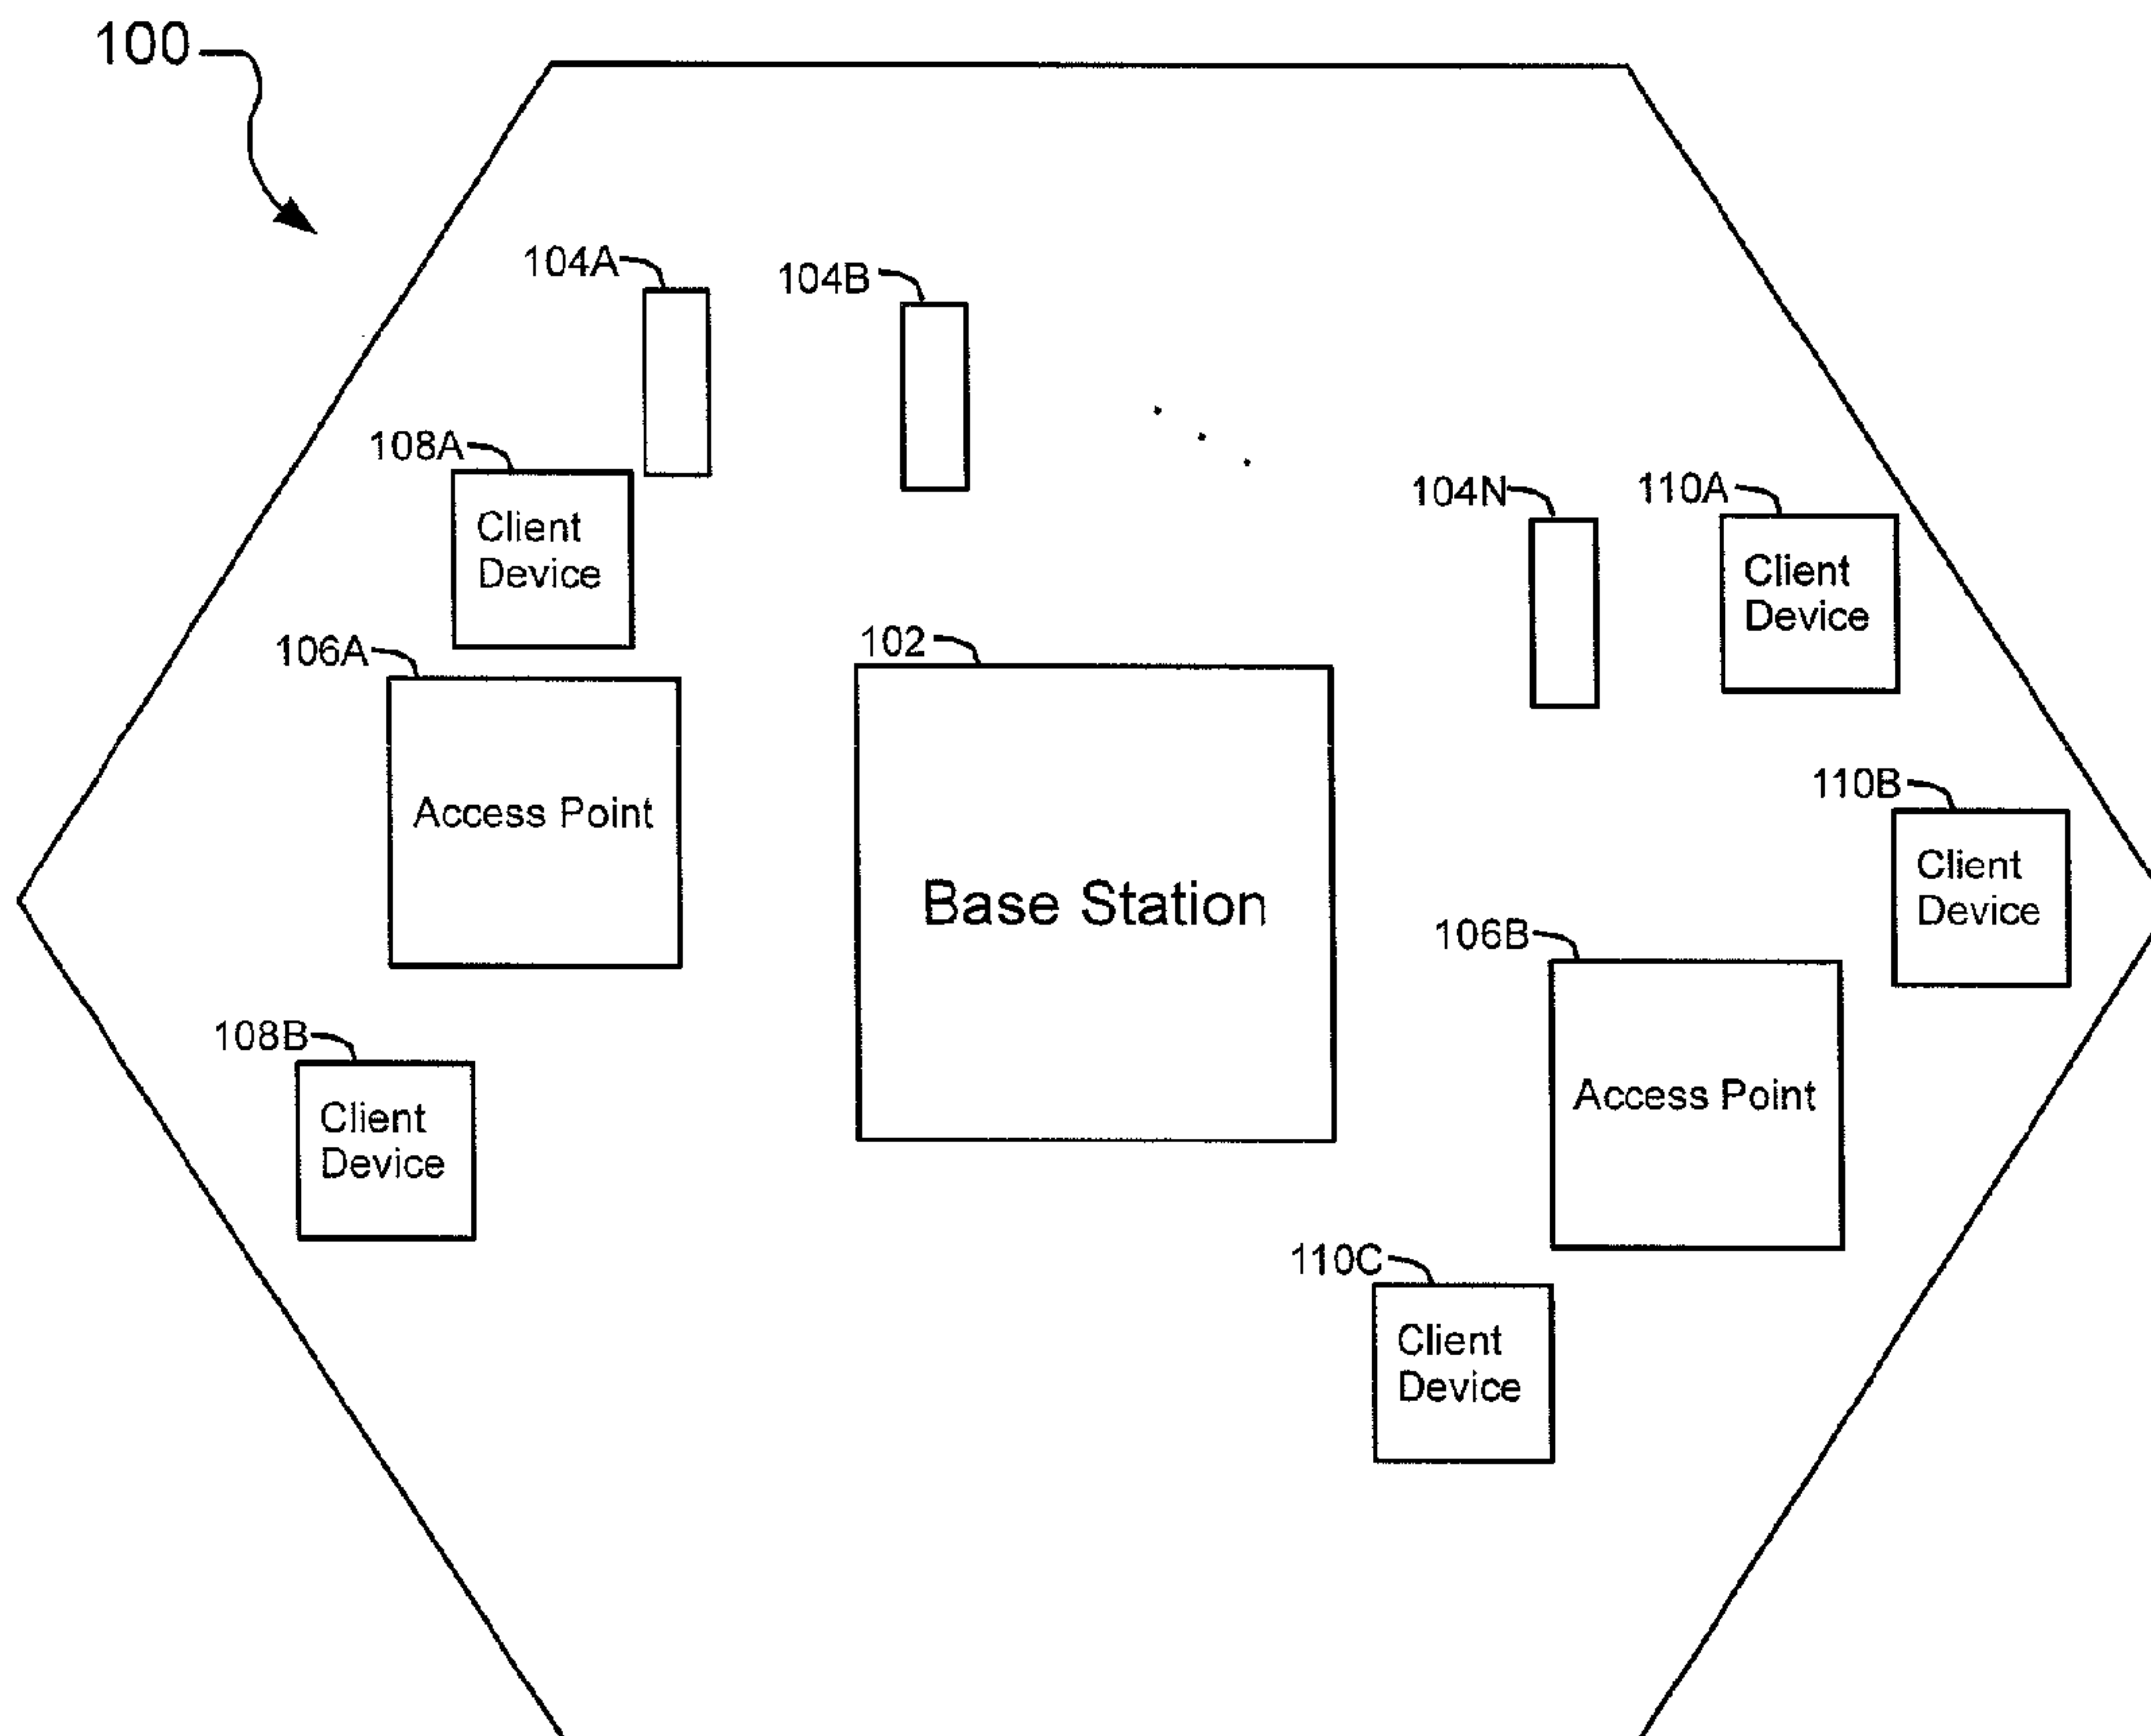 100
104A
104B
108A
Client
Device
104N
110A
Client
Device
106A
Access Point
102
Base Station
110B
Client
Device
106B
Access Point
108B
Client
Device
110C
Client
Device